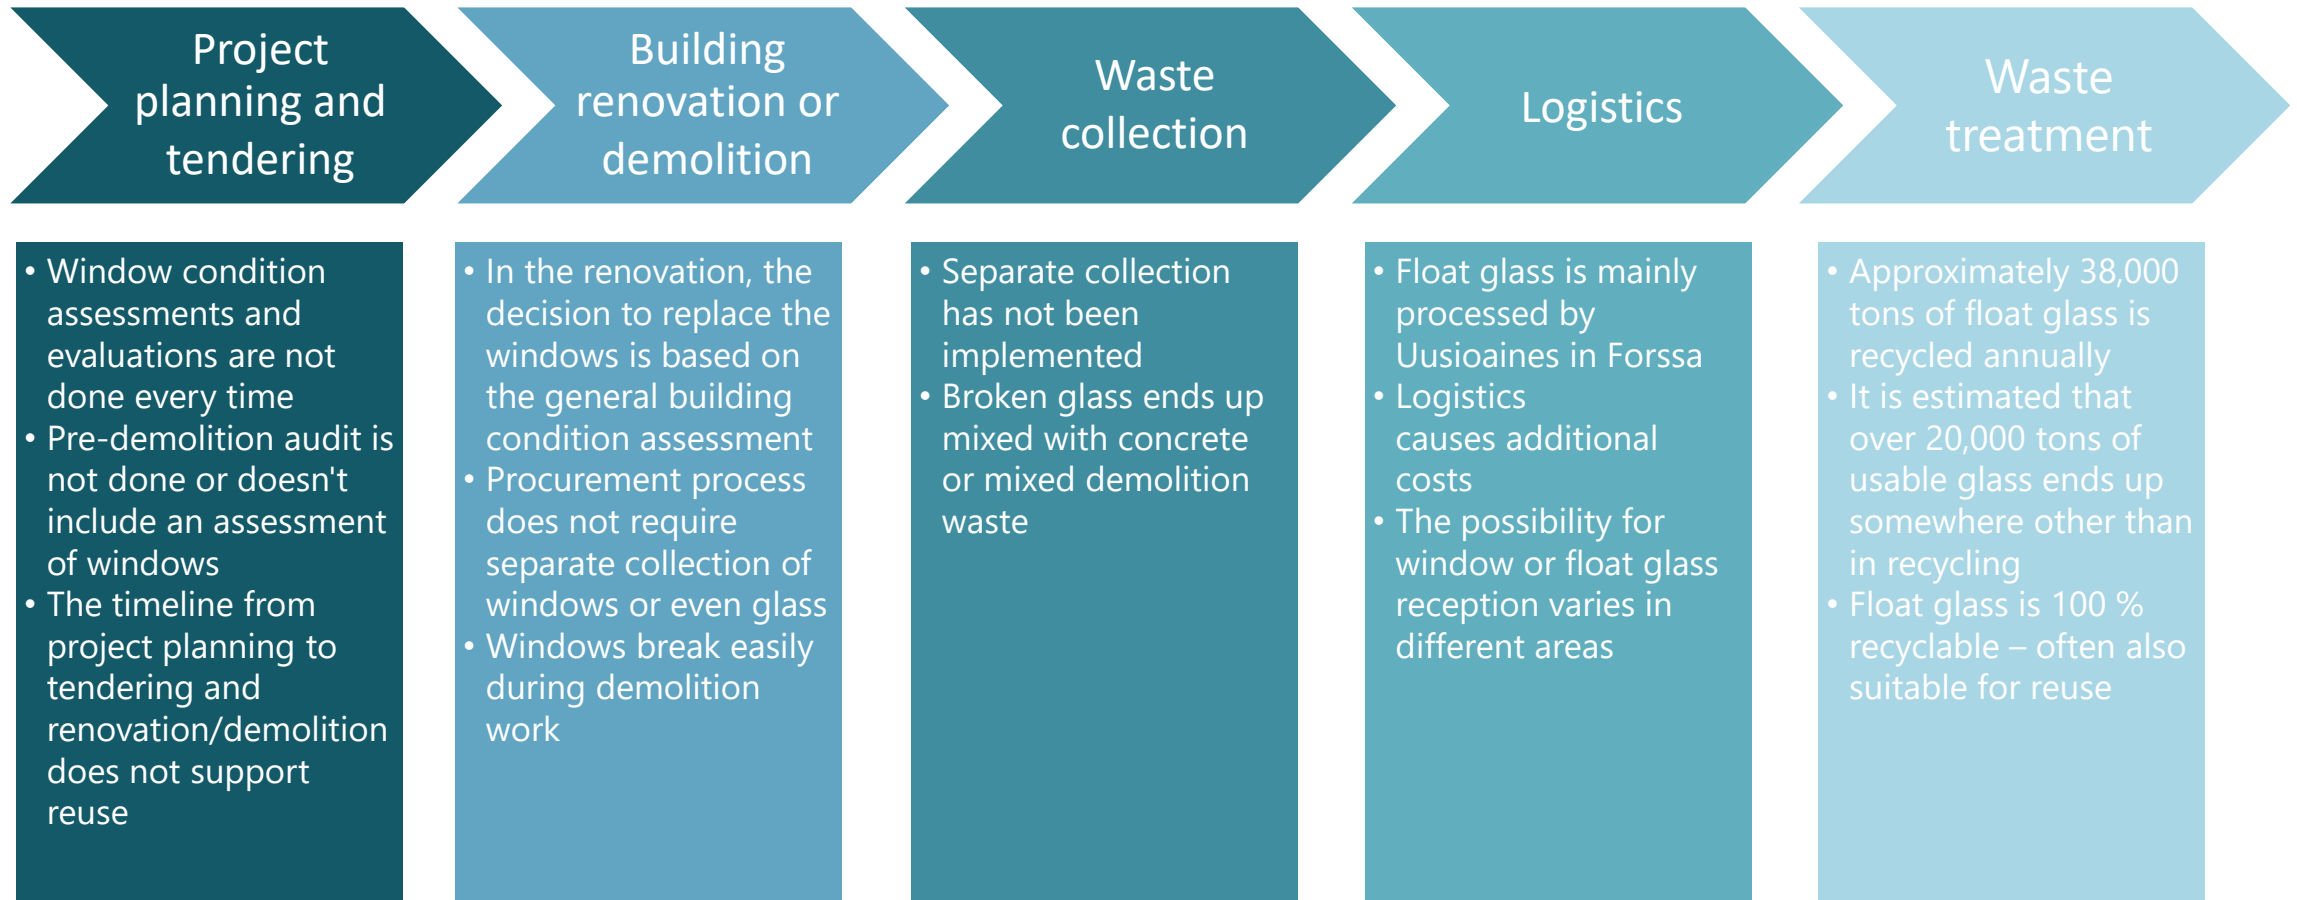 Project
planning and
tendering
Building
renovation or
demolition
Waste
collection
Logistics
Waste
treatment
• Window condition
assessments and
evaluations are not
done every time
• Pre-demolition audit is
not done or doesn't
include an assessment
of windows
• The timeline from
project planning to
tendering and
renovation/demolition
does not support
reuse
• In the renovation, the
decision to replace the
windows is based on
the general building
condition assessment
• Procurement process
does not require
separate collection of
windows or even glass
• Windows break easily
during demolition
work
• Separate collection
has not been
implemented
• Broken glass ends up
mixed with concrete
or mixed demolition
waste
• Float glass is mainly
processed by
Uusioaines in Forssa
• Logistics
causes additional
costs
• The possibility for
window or float glass
reception varies in
different areas
• Approximately 38,000
tons of float glass is
recycled annually
• It is estimated that
over 20,000 tons of
usable glass ends up
somewhere other than
in recycling
• Float glass is 100 %
recyclable – often also
suitable for reuse